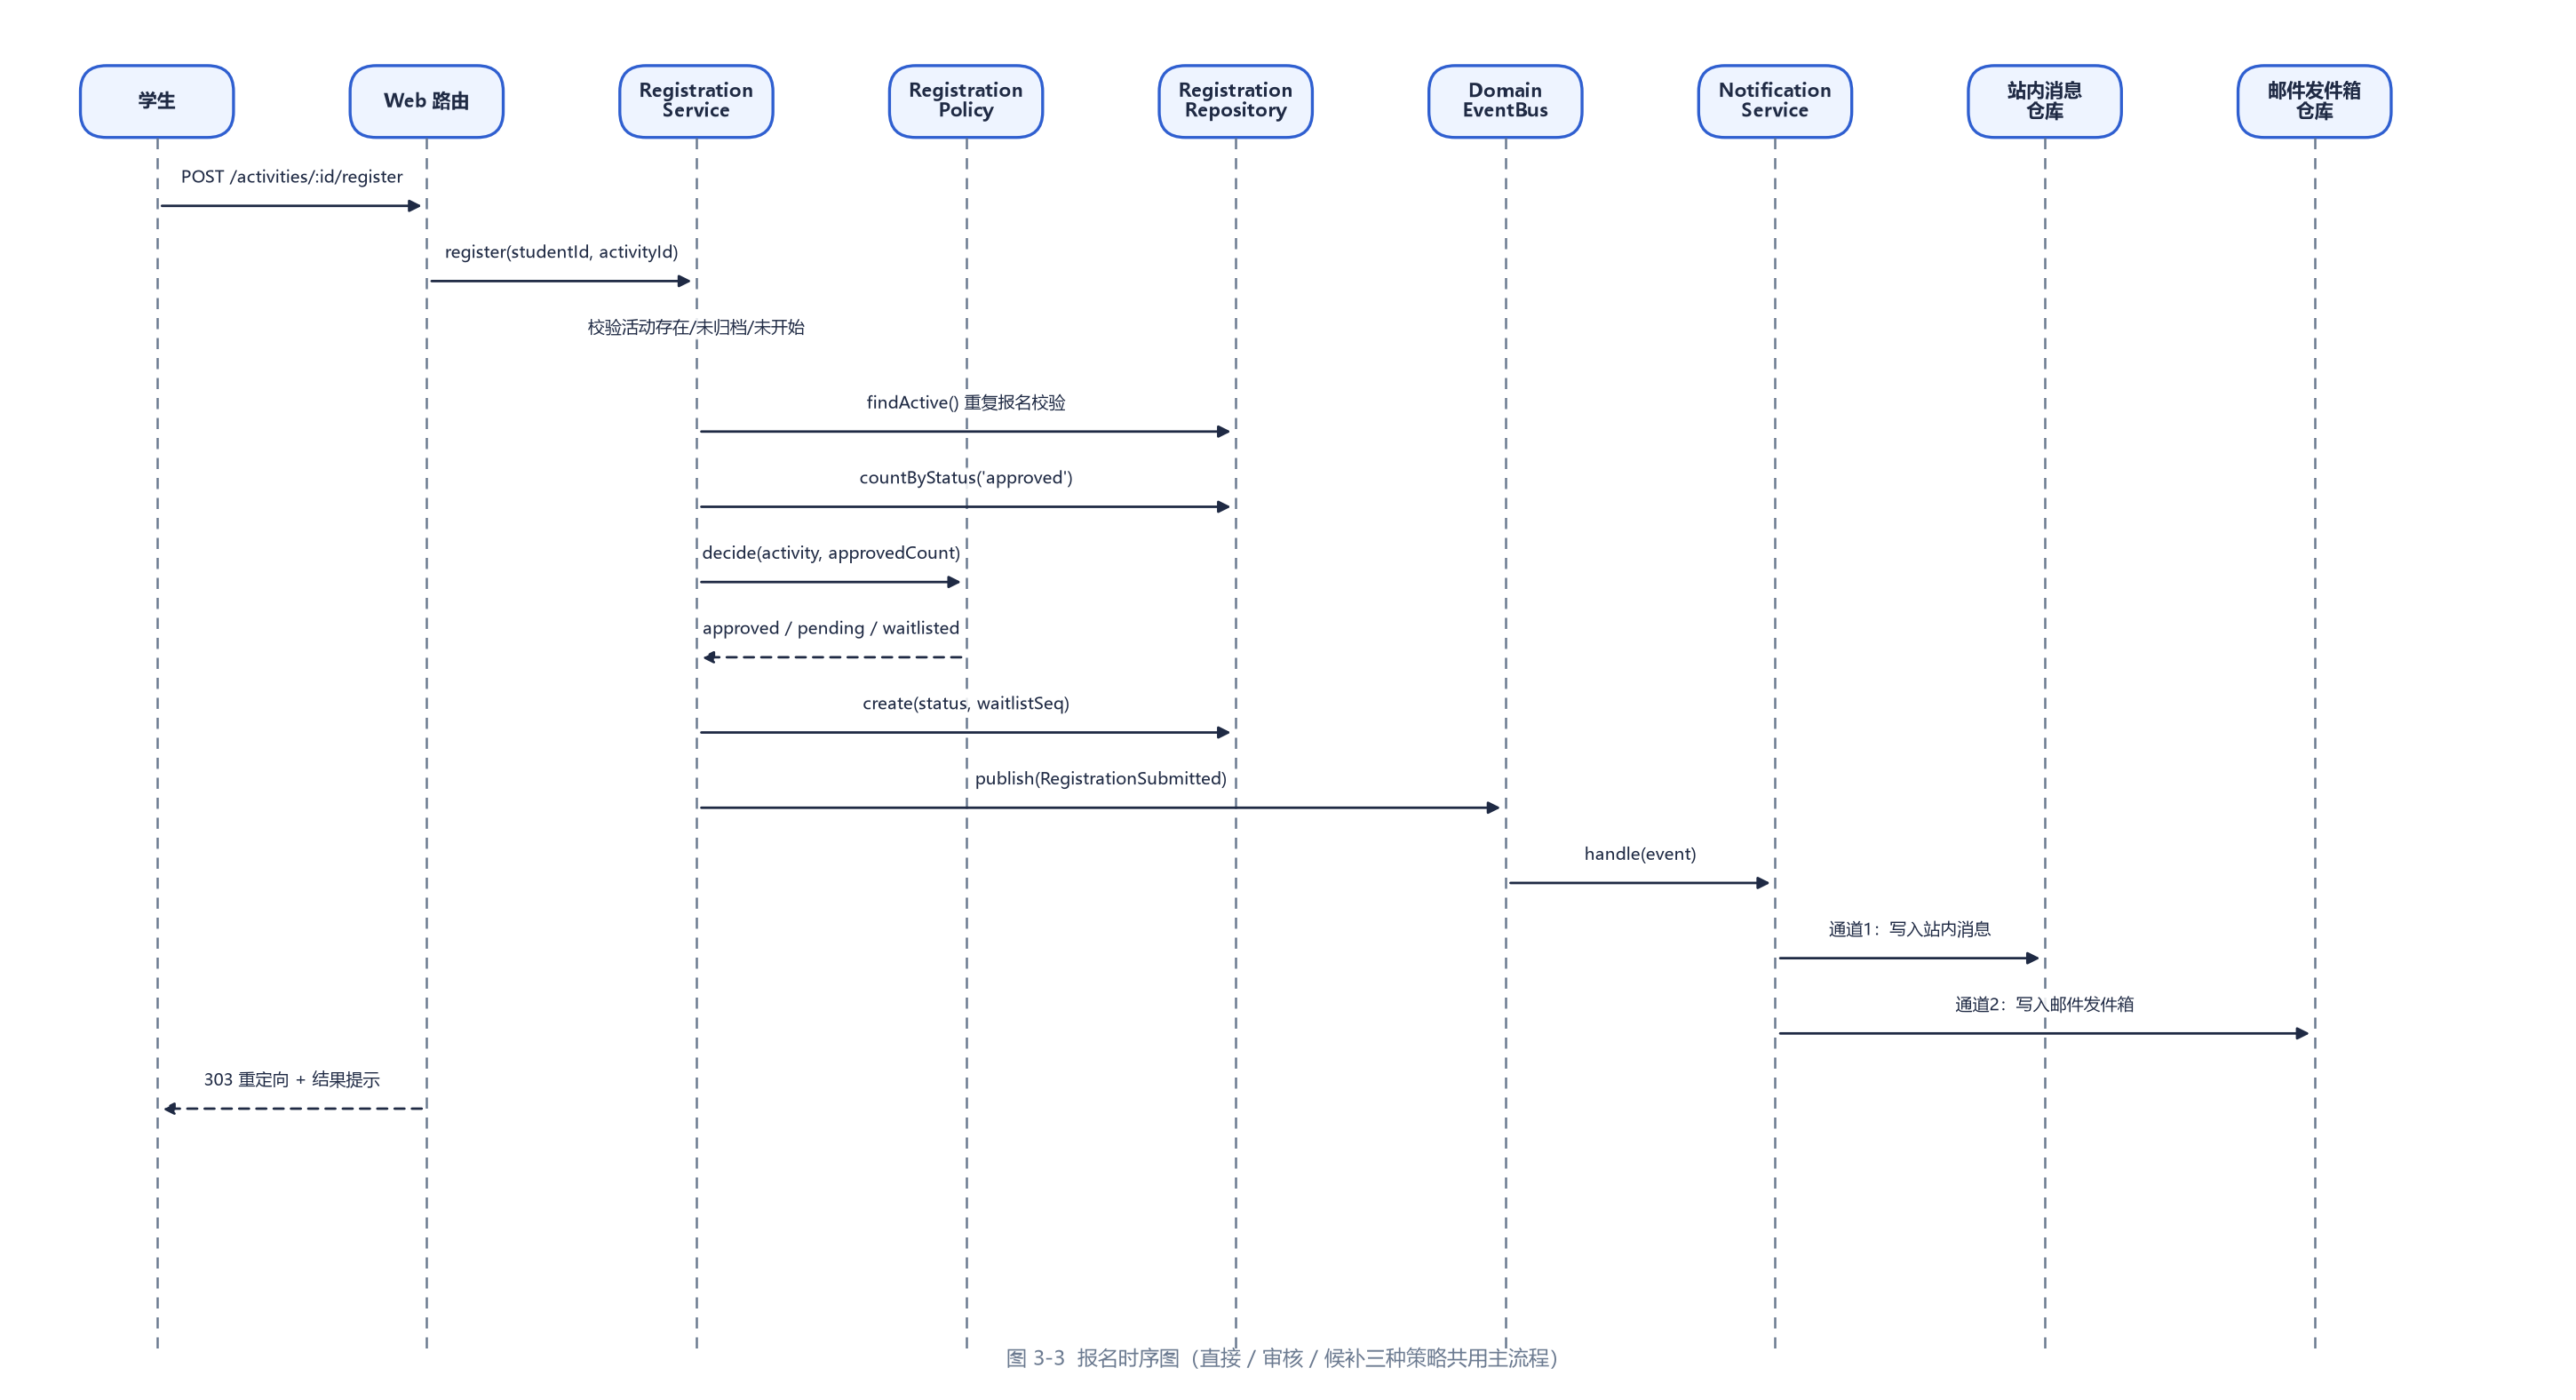 学生
Web 路由
Registration
Service
Registration
Policy
Registration
Repository
Domain
EventBus
Notification
Service
站内消息
仓库
邮件发件箱
仓库
POST /activities/:id/register
register(studentId, activityId)
校验活动存在/未归档/未开始
findActive() 重复报名校验
countByStatus('approved')
decide(activity, approvedCount)
approved / pending / waitlisted
create(status, waitlistSeq)
publish(RegistrationSubmitted)
handle(event)
通道1：写入站内消息
通道2：写入邮件发件箱
303 重定向 + 结果提示
图 3-3 报名时序图（直接 / 审核 / 候补三种策略共用主流程）